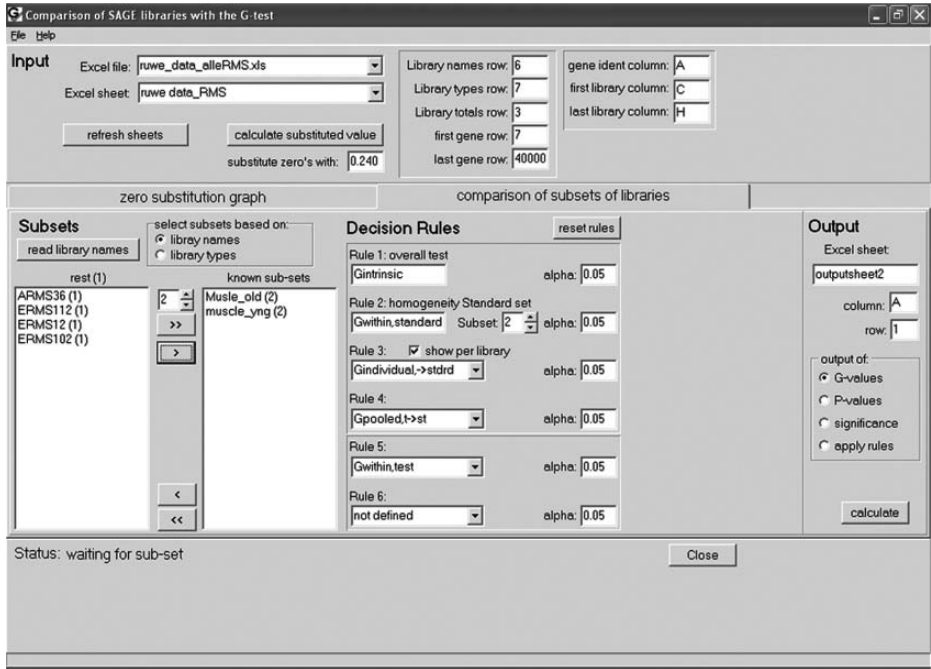 Comparison of SAGE libraries with the G-test
File Help
Input
Excel file: ruwe_data_alleRMS.xls
Excel sheet: ruwe data_RMS
refresh sheets
calculate substituted value
substitute zero's with: 0.240
Library names row: 6
Library types row: 7
Library totals row: 3
first gene row: 7
last gene row: 40000
gene ident column: A
first library column: C
last library column: H
zero substitution graph
comparison of subsets of libraries
Subsets
read library names
select subsets based on:
libray names
library types
rest (1)
ARMS36 (1)
ERMS112 (1)
ERMS12 (1)
ERMS102 (1)
2
>>
>
<
<<
known sub-sets
Musle_old (2)
muscle_yng (2)
Decision Rules
reset rules
Rule 1: overall test
Gintrinsic alpha: 0.05
Rule 2: homogeneity Standard set
Gwithin,standard Subset: 2 alpha: 0.05
Rule 3: show per library
Gindividual,->stdrd alpha: 0.05
Rule 4:
Gpooled,t->st alpha: 0.05
Rule 5:
Gwithin,test alpha: 0.05
Rule 6:
not defined alpha: 0.05
Output
Excel sheet:
outputsheet2
column: A
row: 1
output of:
G-values
P-values
significance
apply rules
calculate
Status: waiting for sub-set
Close